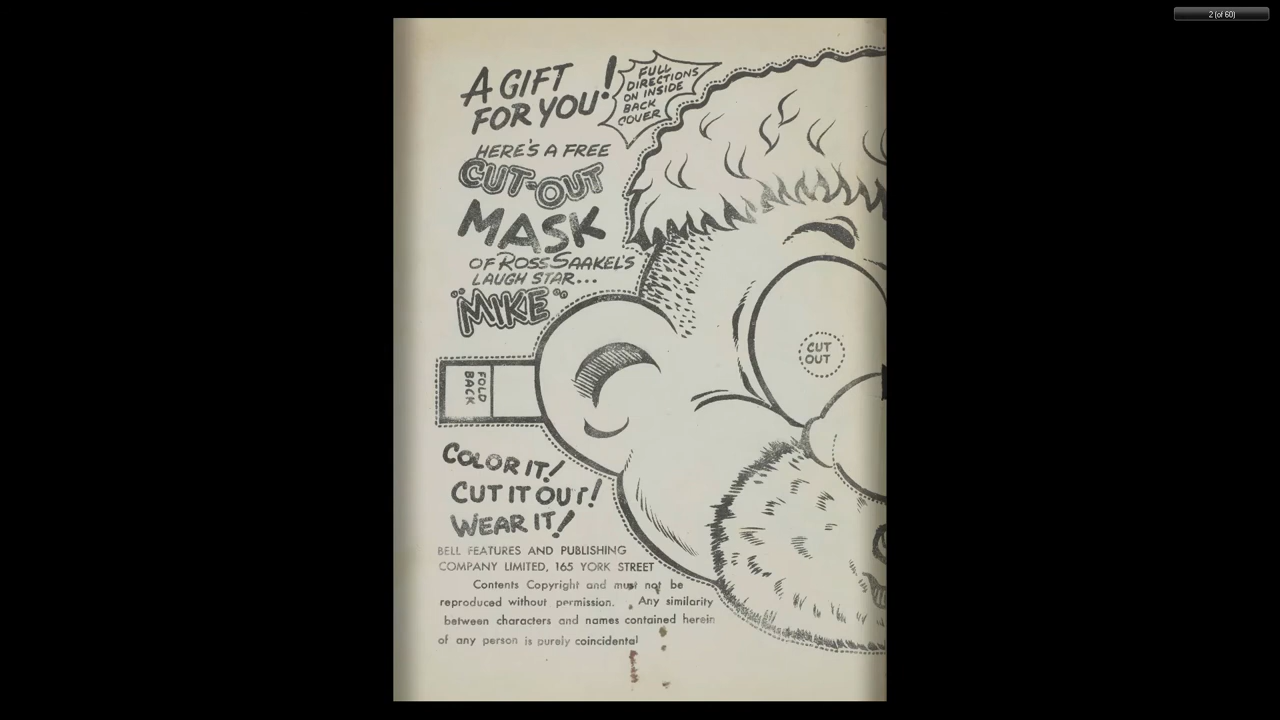 2 (of 60)
A GIFT
FOR YOU!
FULL
DIRECTIONS
ON INSIDE
BACK
COVER
HERE'S A FREE
CUT-OUT
MASK
OF ROSS SAAKEL'S
LAUGH STAR...
"MIKE"
CUT
OUT
FOLD
BACK
COLOR IT!
CUT IT OUT!
WEAR IT!
BELL FEATURES AND PUBLISHING
COMPANY LIMITED, 165 YORK STREET
Contents Copyright and must not be
reproduced without permission. Any similarity
between characters and names contained herein
of any person is purely coincidental